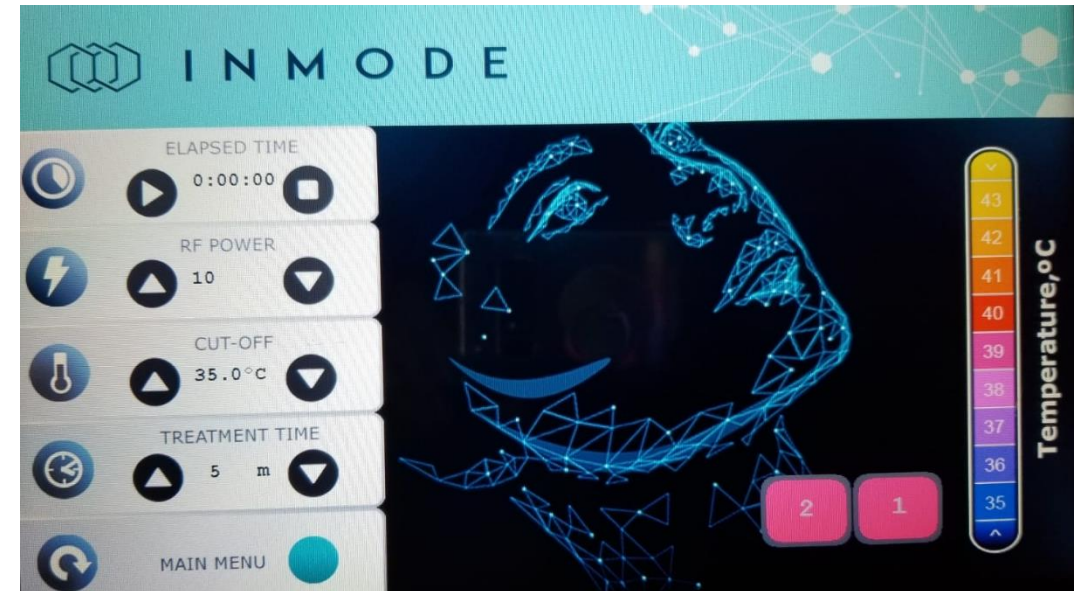 INMODE
ELAPSED TIME
0:00:00
RF POWER
10
CUT-OFF
35.0°C
TREATMENT TIME
5 m
MAIN MENU
2 1
43
42
41
40
39
38
37
36
35
Temperature,ºC